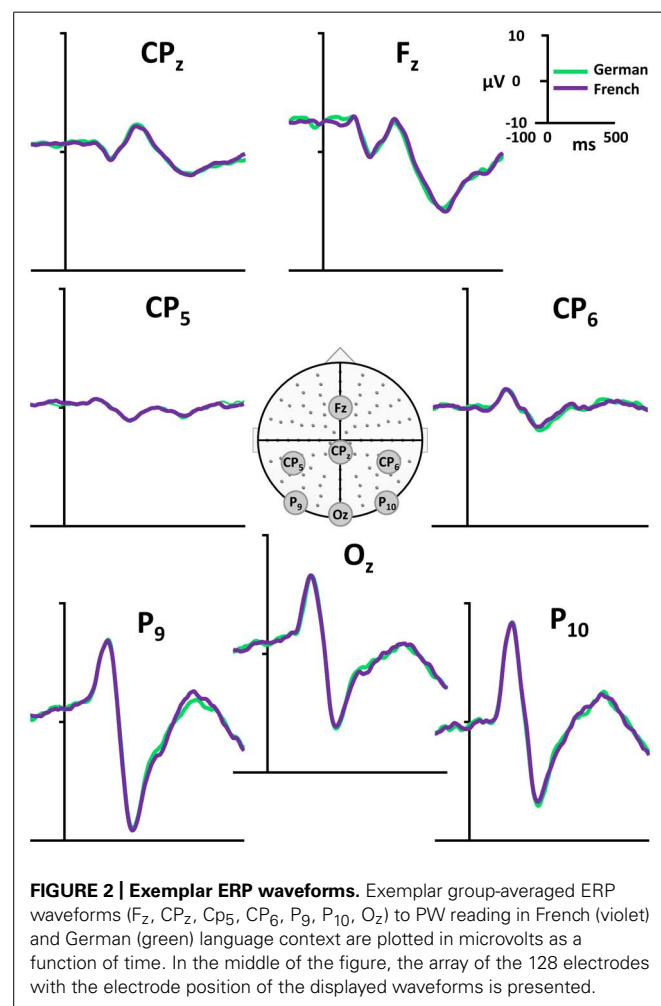 CPz
Fz
10
μV 0
-10
-100 0 500
ms
German
French
CP5
CP6
Fz
CPz
CP5
CP6
P9
Oz
P10
Oz
P9
P10
FIGURE 2 | Exemplar ERP waveforms. Exemplar group-averaged ERP
waveforms (FZ, CPZ, Cp5, CP6, P9, P10, OZ) to PW reading in French (violet)
and German (green) language context are plotted in microvolts as a
function of time. In the middle of the figure, the array of the 128 electrodes
with the electrode position of the displayed waveforms is presented.